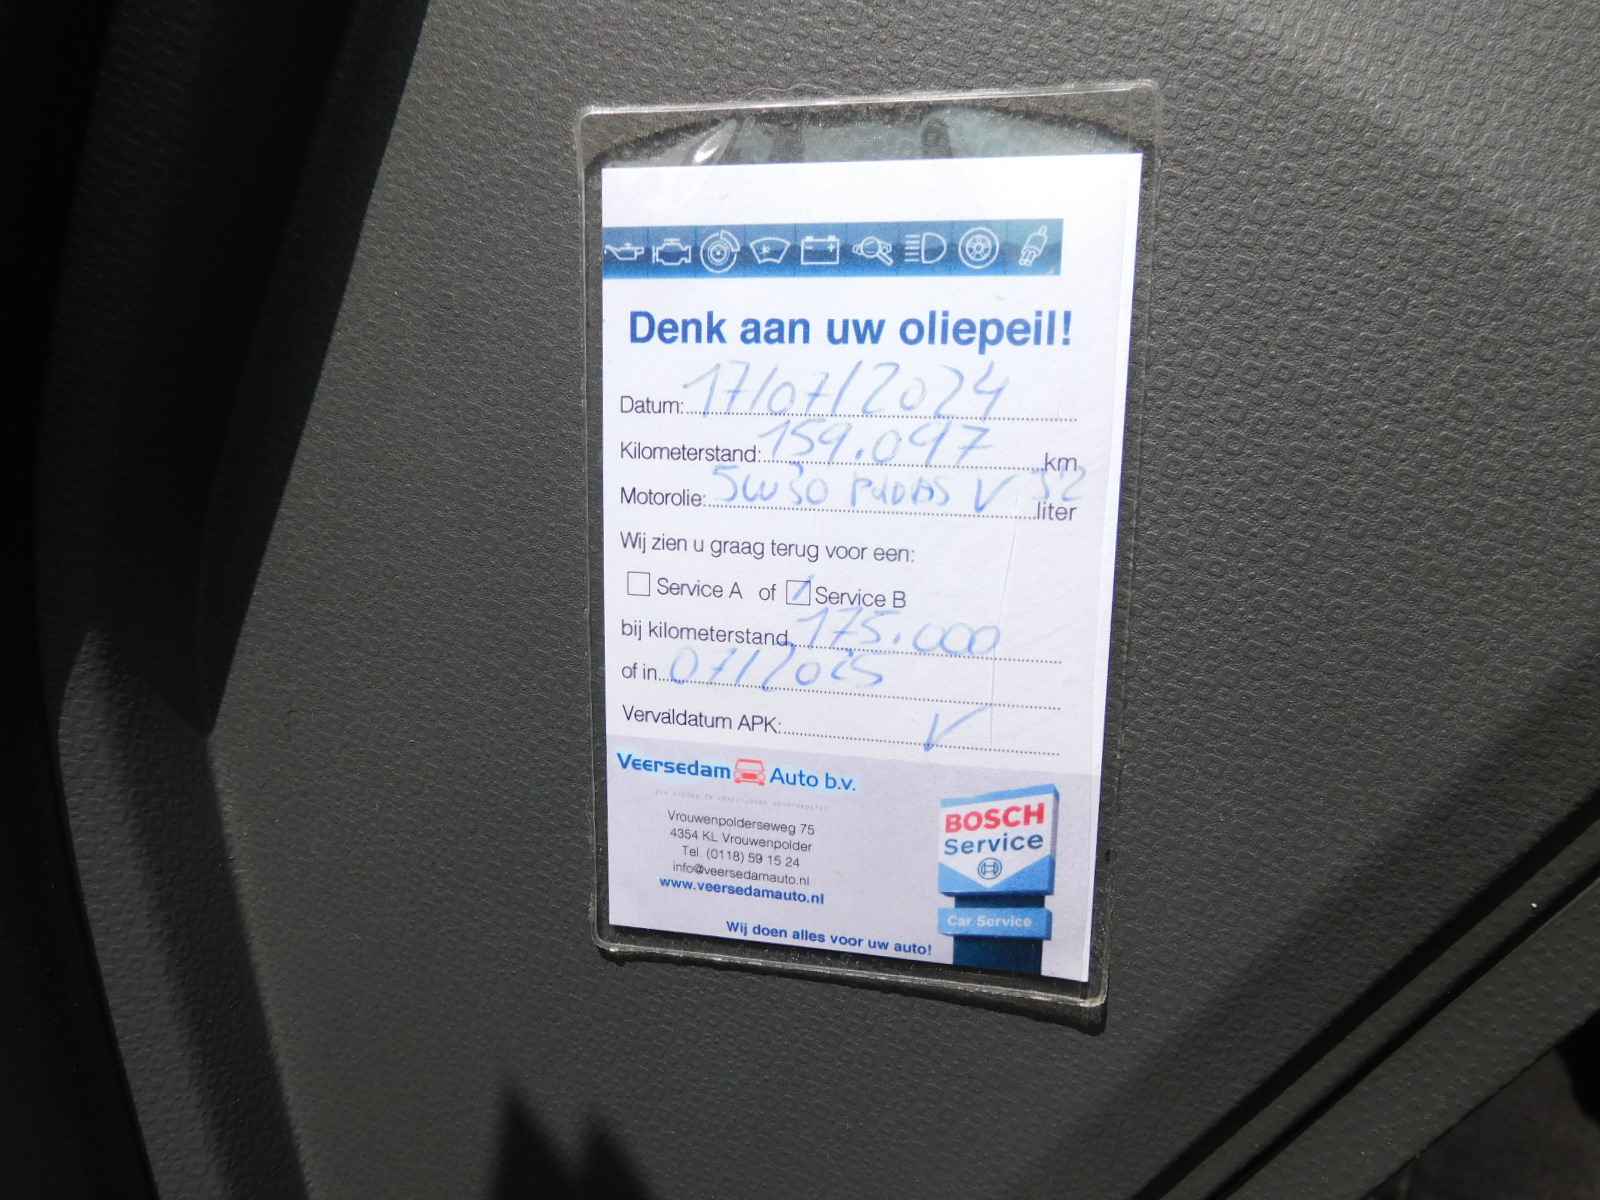 Denk aan uw oliepeil!
Datum: 17/07/2024
Kilometerstand: 159.097 km
Motorolie: 5W30 V 32 liter
Wij zien u graag terug voor een:
Service A of Service B
bij kilometerstand 175.000
of in 07/2025
Vervaldatum APK: V
Veersedam Auto b.v.
Vrouwenpolderseweg 75
4354 KL Vrouwenpolder
Tel. (0118) 59 15 24
info@veersedamauto.nl
www.veersedamauto.nl
Wij doen alles voor uw auto!
BOSCH
Service
Car Service